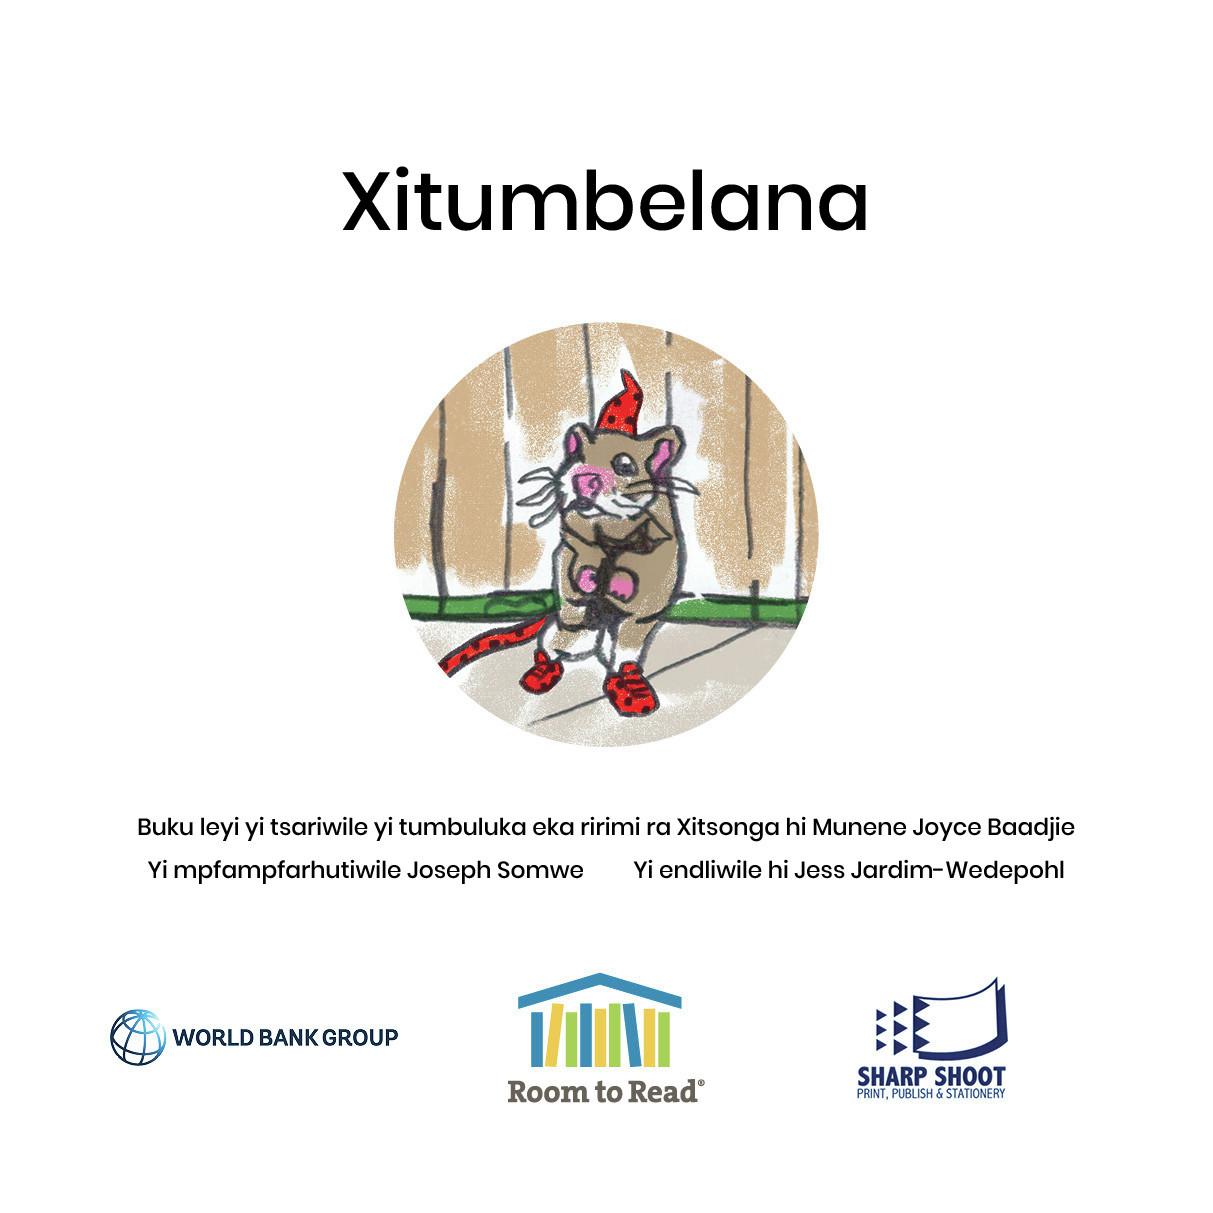 Xitumbelana
Buku leyi yi tsariwile yi tumbuluka eka ririmi ra Xitsonga hi Munene Joyce Baadjie
Yi mpfampfarhutiwile Joseph Somwe Yi endliwile hi Jess Jardim-Wedepohl
WORLD BANK GROUP
Room to Read®
SHARP SHOOT
PRINT, PUBLISH & STATIONERY